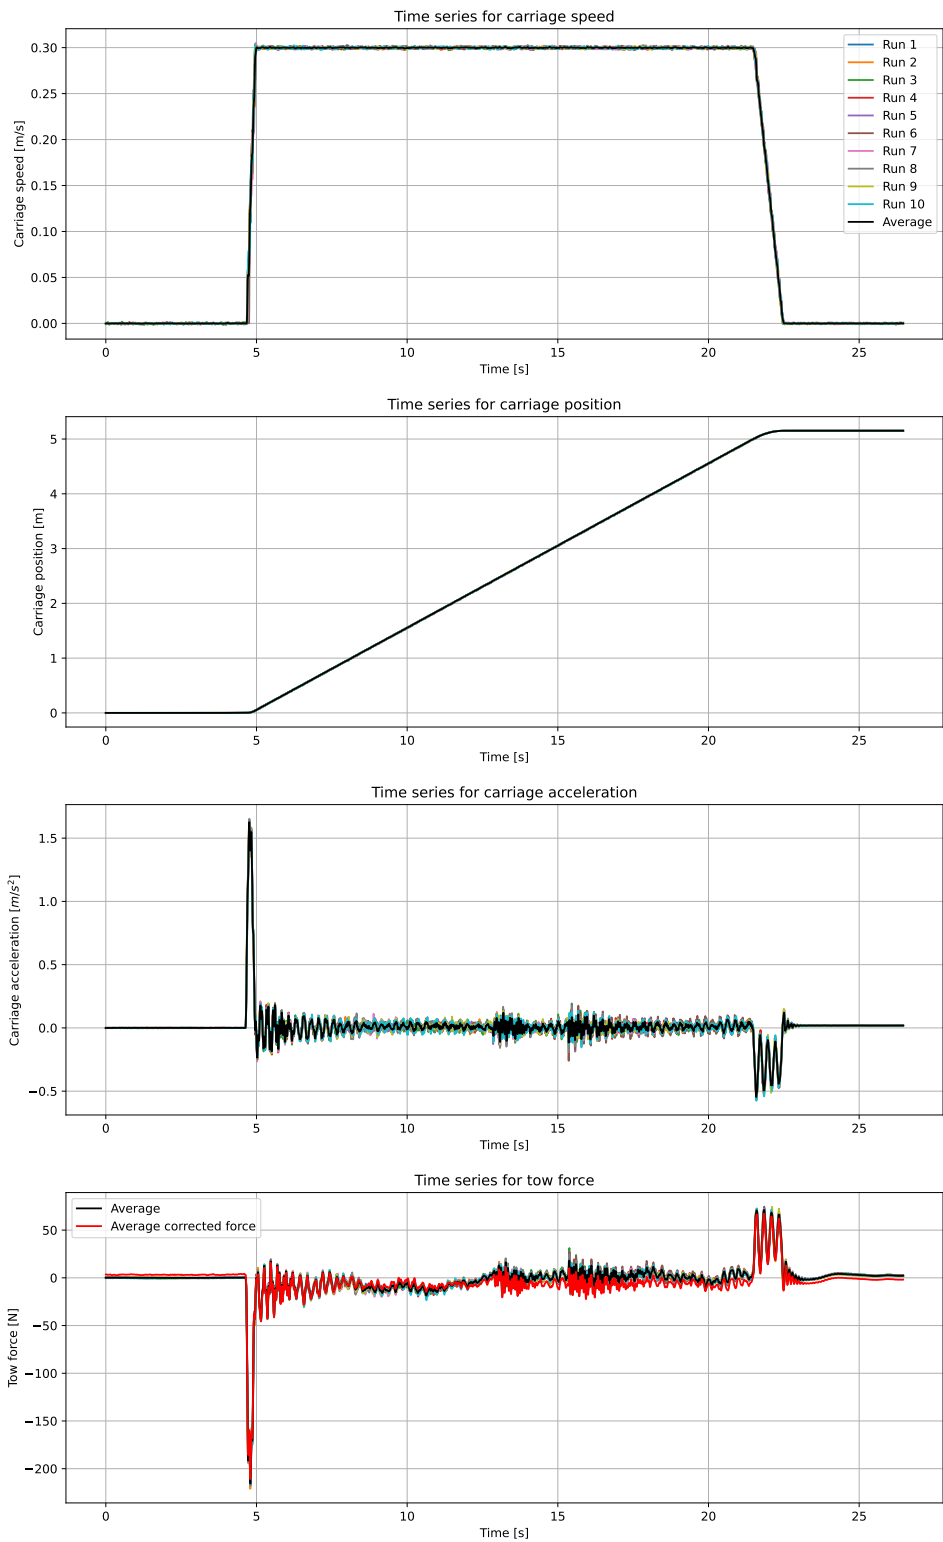 Time series for carriage speed
0.30
0.25
0.20
0.15
0.10
0.05
0.00
Carriage speed [m/s]
Run 1
Run 2
Run 3
Run 4
Run 5
Run 6
Run 7
Run 8
Run 9
Run 10
Average
0 5 10 15 20 25
Time [s]
Time series for carriage position
5
4
3
2
1
0
Carriage position [m]
0 5 10 15 20 25
Time [s]
Time series for carriage acceleration
1.5
1.0
0.5
0.0
−0.5
Carriage acceleration [m/s²]
0 5 10 15 20 25
Time [s]
Time series for tow force
Average
Average corrected force
50
0
−50
−100
−150
−200
Tow force [N]
0 5 10 15 20 25
Time [s]